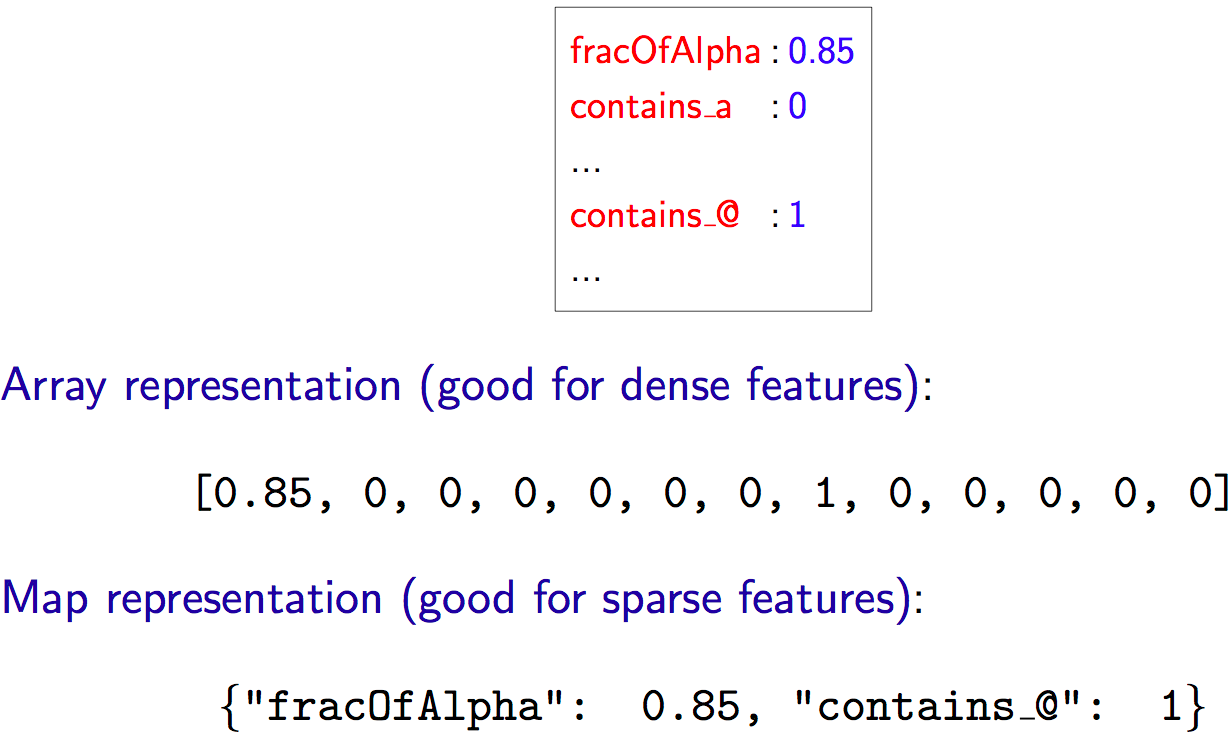 fracOfAlpha : 0.85
contains_a : 0
...
contains_@ : 1
...
Array representation (good for dense features):
[0.85, 0, 0, 0, 0, 0, 0, 1, 0, 0, 0, 0, 0]
Map representation (good for sparse features):
{"fracOfAlpha": 0.85, "contains_@": 1}